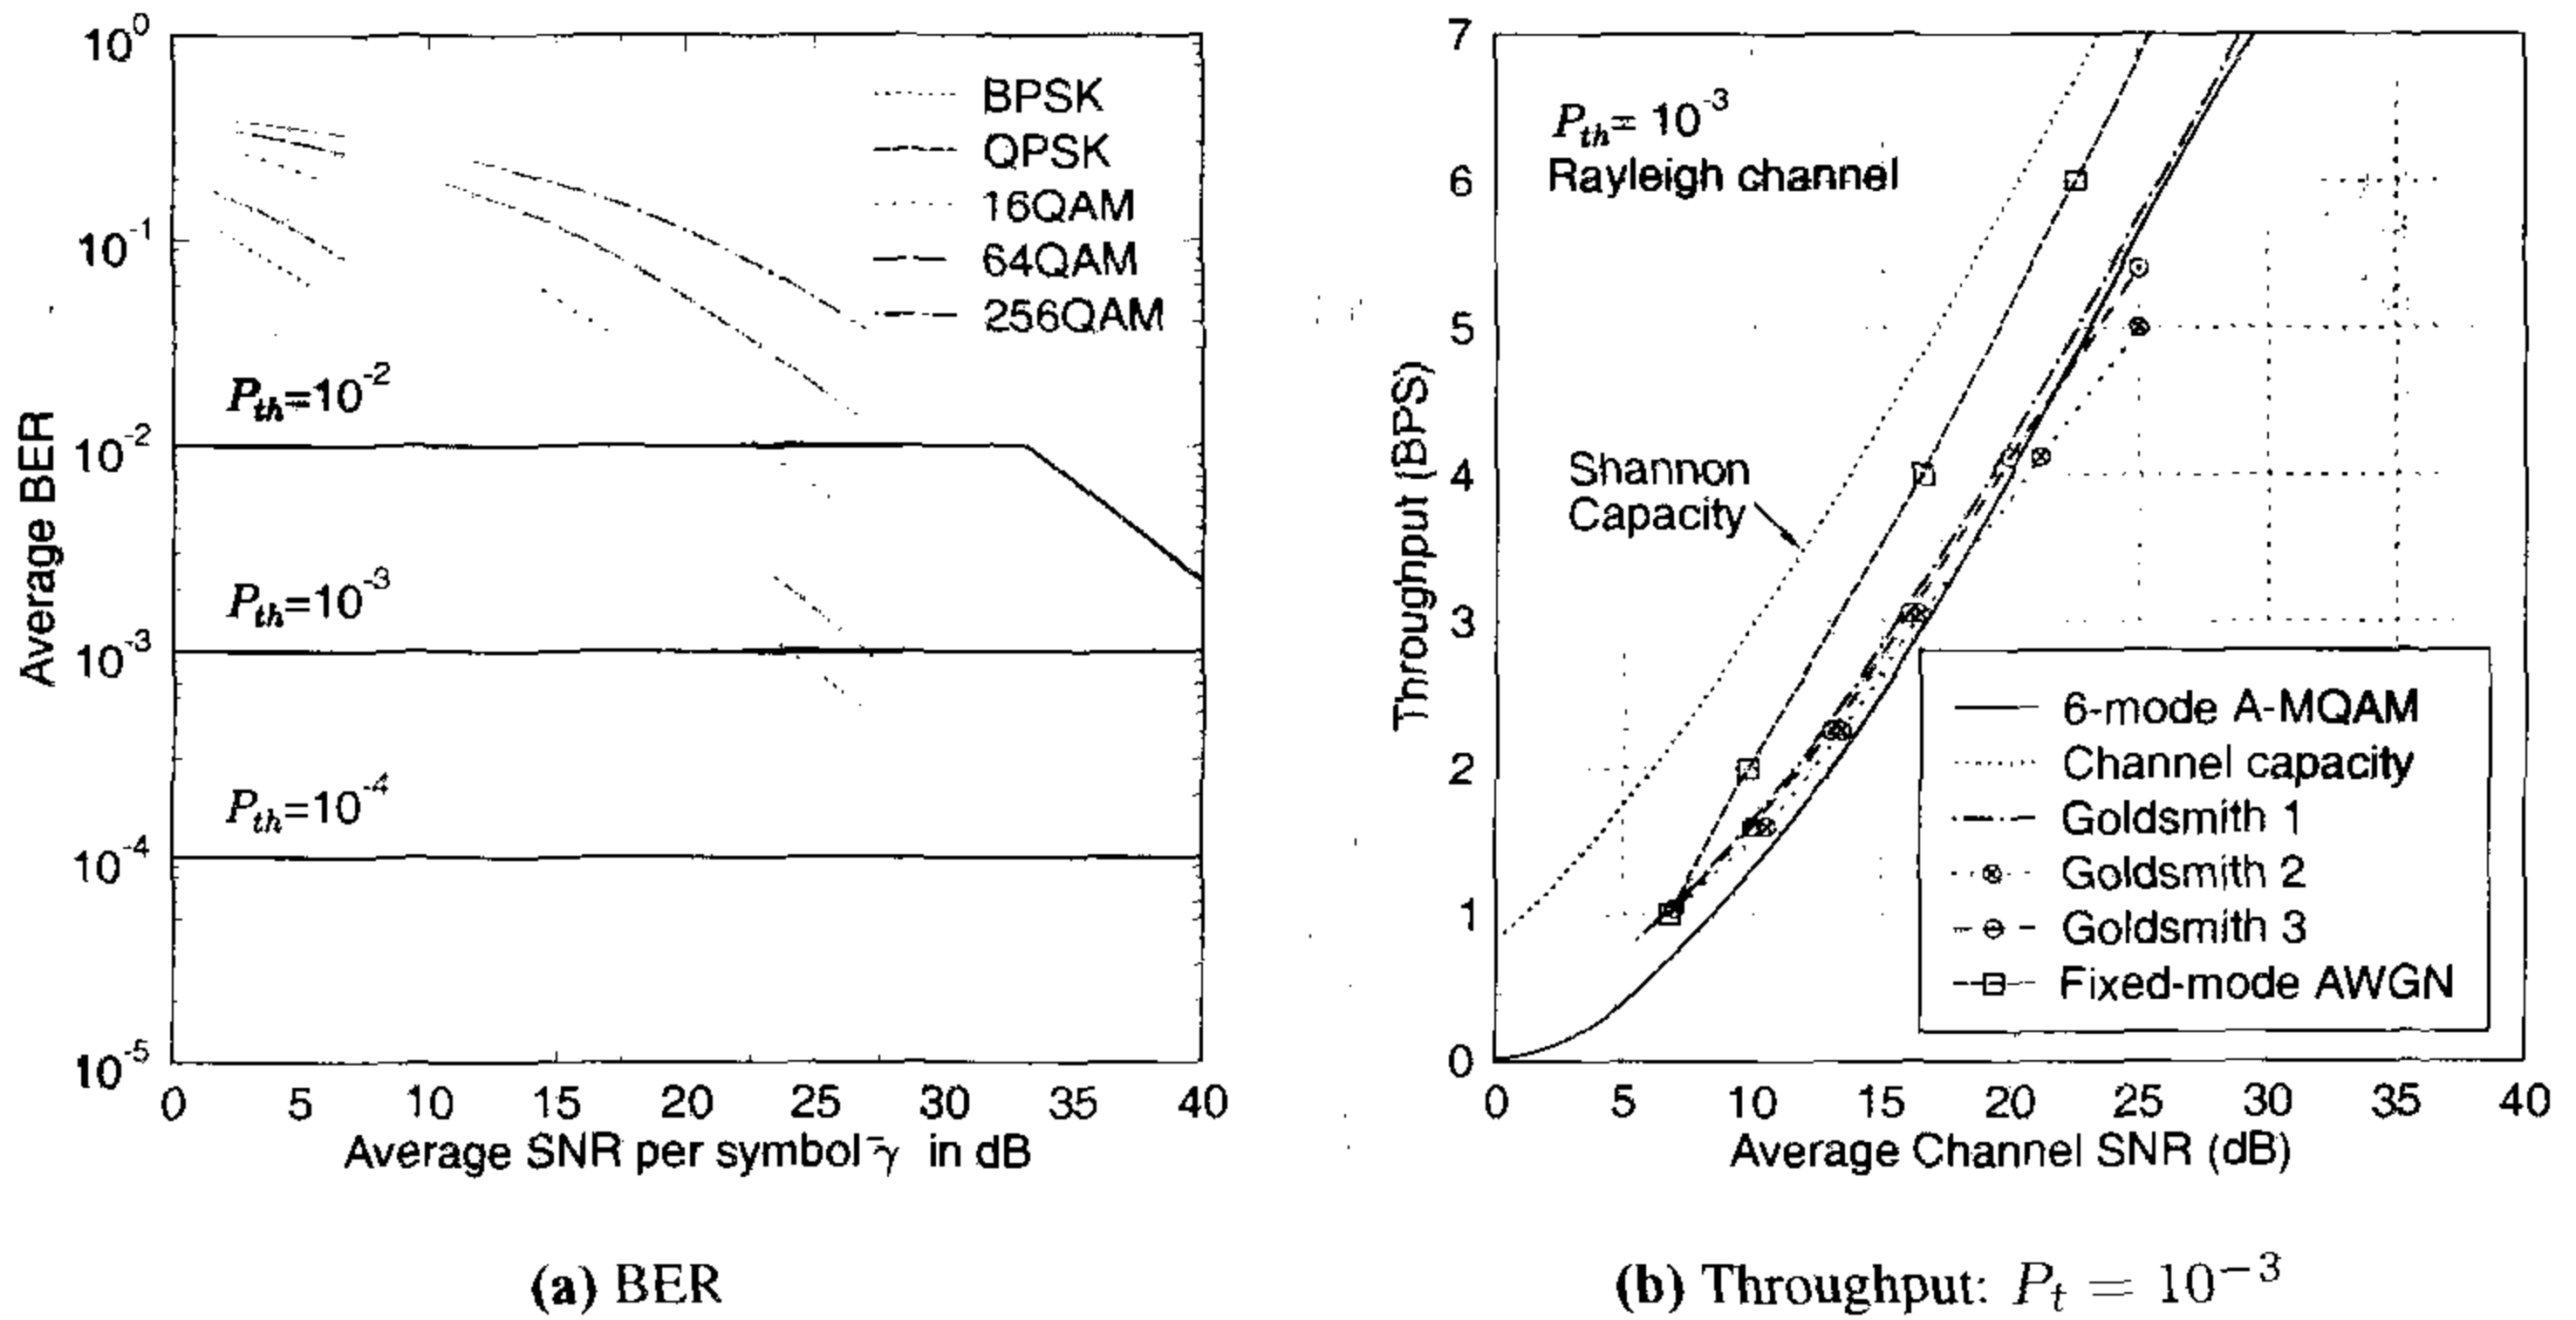 10^0
10^-1
10^-2
10^-3
10^-4
10^-5
Average BER
BPSK
QPSK
16QAM
64QAM
256QAM
P_th=10^-2
P_th=10^-3
P_th=10^-4
0 5 10 15 20 25 30 35 40
Average SNR per symbol γ̄ in dB
(a) BER
7
6
5
4
3
2
1
0
Throughput (BPS)
P_th= 10^-3
Rayleigh channel
Shannon
Capacity
6-mode A-MQAM
Channel capacity
Goldsmith 1
Goldsmith 2
Goldsmith 3
Fixed-mode AWGN
0 5 10 15 20 25 30 35 40
Average Channel SNR (dB)
(b) Throughput: P_t = 10^-3